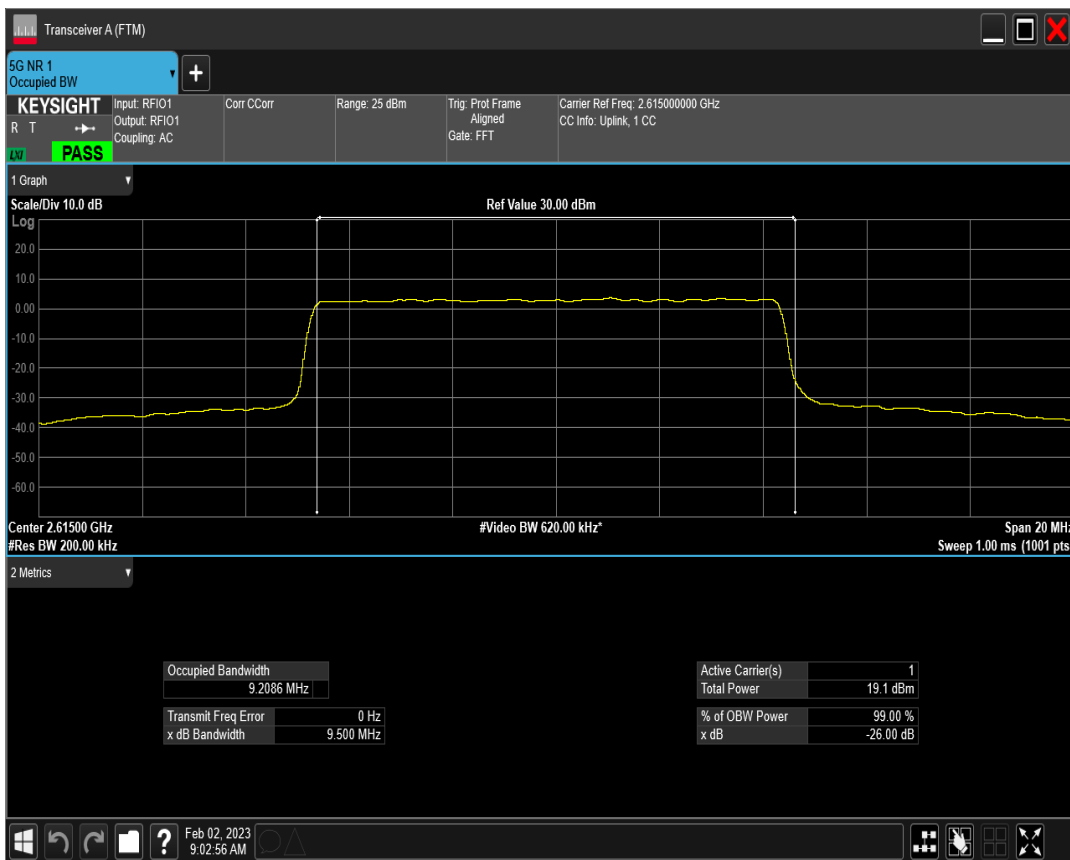 Transceiver A (FTM)
5G NR 1
Occupied BW
+
KEYSIGHT
R T
LXI
PASS
Input: RFIO1
Output: RFIO1
Coupling: AC
Corr CCorr
Range: 25 dBm
Trig: Prot Frame
Aligned
Gate: FFT
Carrier Ref Freq: 2.615000000 GHz
CC Info: Uplink, 1 CC
1 Graph
Scale/Div 10.0 dB
Ref Value 30.00 dBm
Log
20.0
10.0
0.00
-10.0
-20.0
-30.0
-40.0
-50.0
-60.0
Center 2.61500 GHz
#Video BW 620.00 kHz*
Span 20 MHz
#Res BW 200.00 kHz
Sweep 1.00 ms (1001 pts
2 Metrics
Occupied Bandwidth
9.2086 MHz
Transmit Freq Error 0 Hz
x dB Bandwidth 9.500 MHz
Active Carrier(s) 1
Total Power 19.1 dBm
% of OBW Power 99.00 %
x dB -26.00 dB
?
Feb 02, 2023
9:02:56 AM